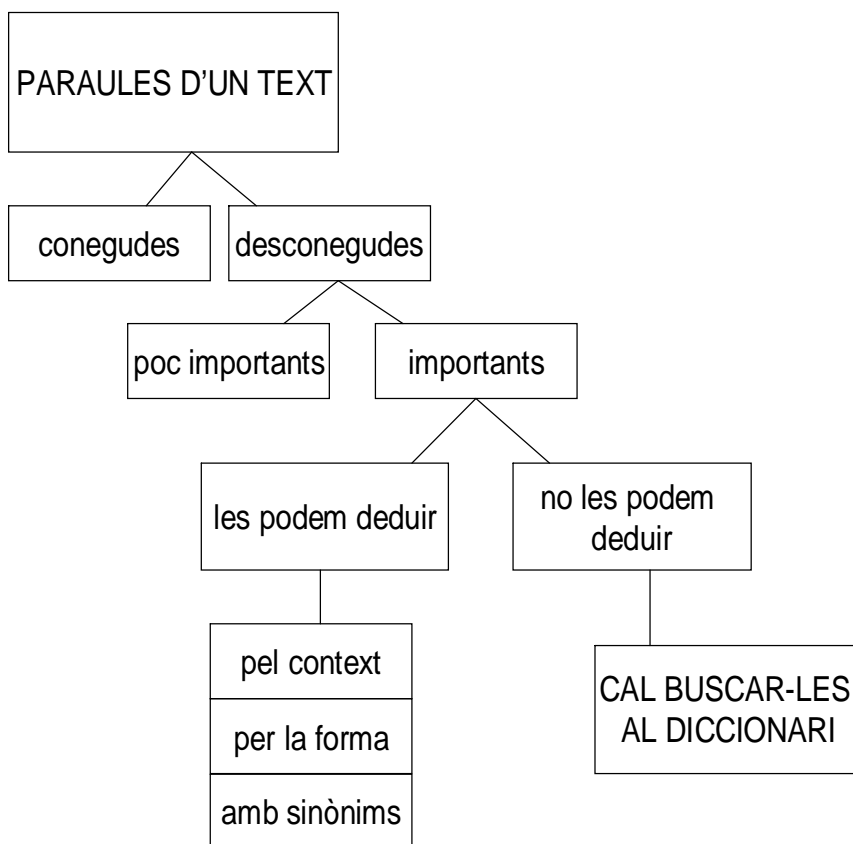 PARAULES D'UN TEXT
conegudes
desconegudes
poc importants
importants
les podem deduir
no les podem
deduir
pel context
per la forma
amb sinònims
CAL BUSCAR-LES
AL DICCIONARI